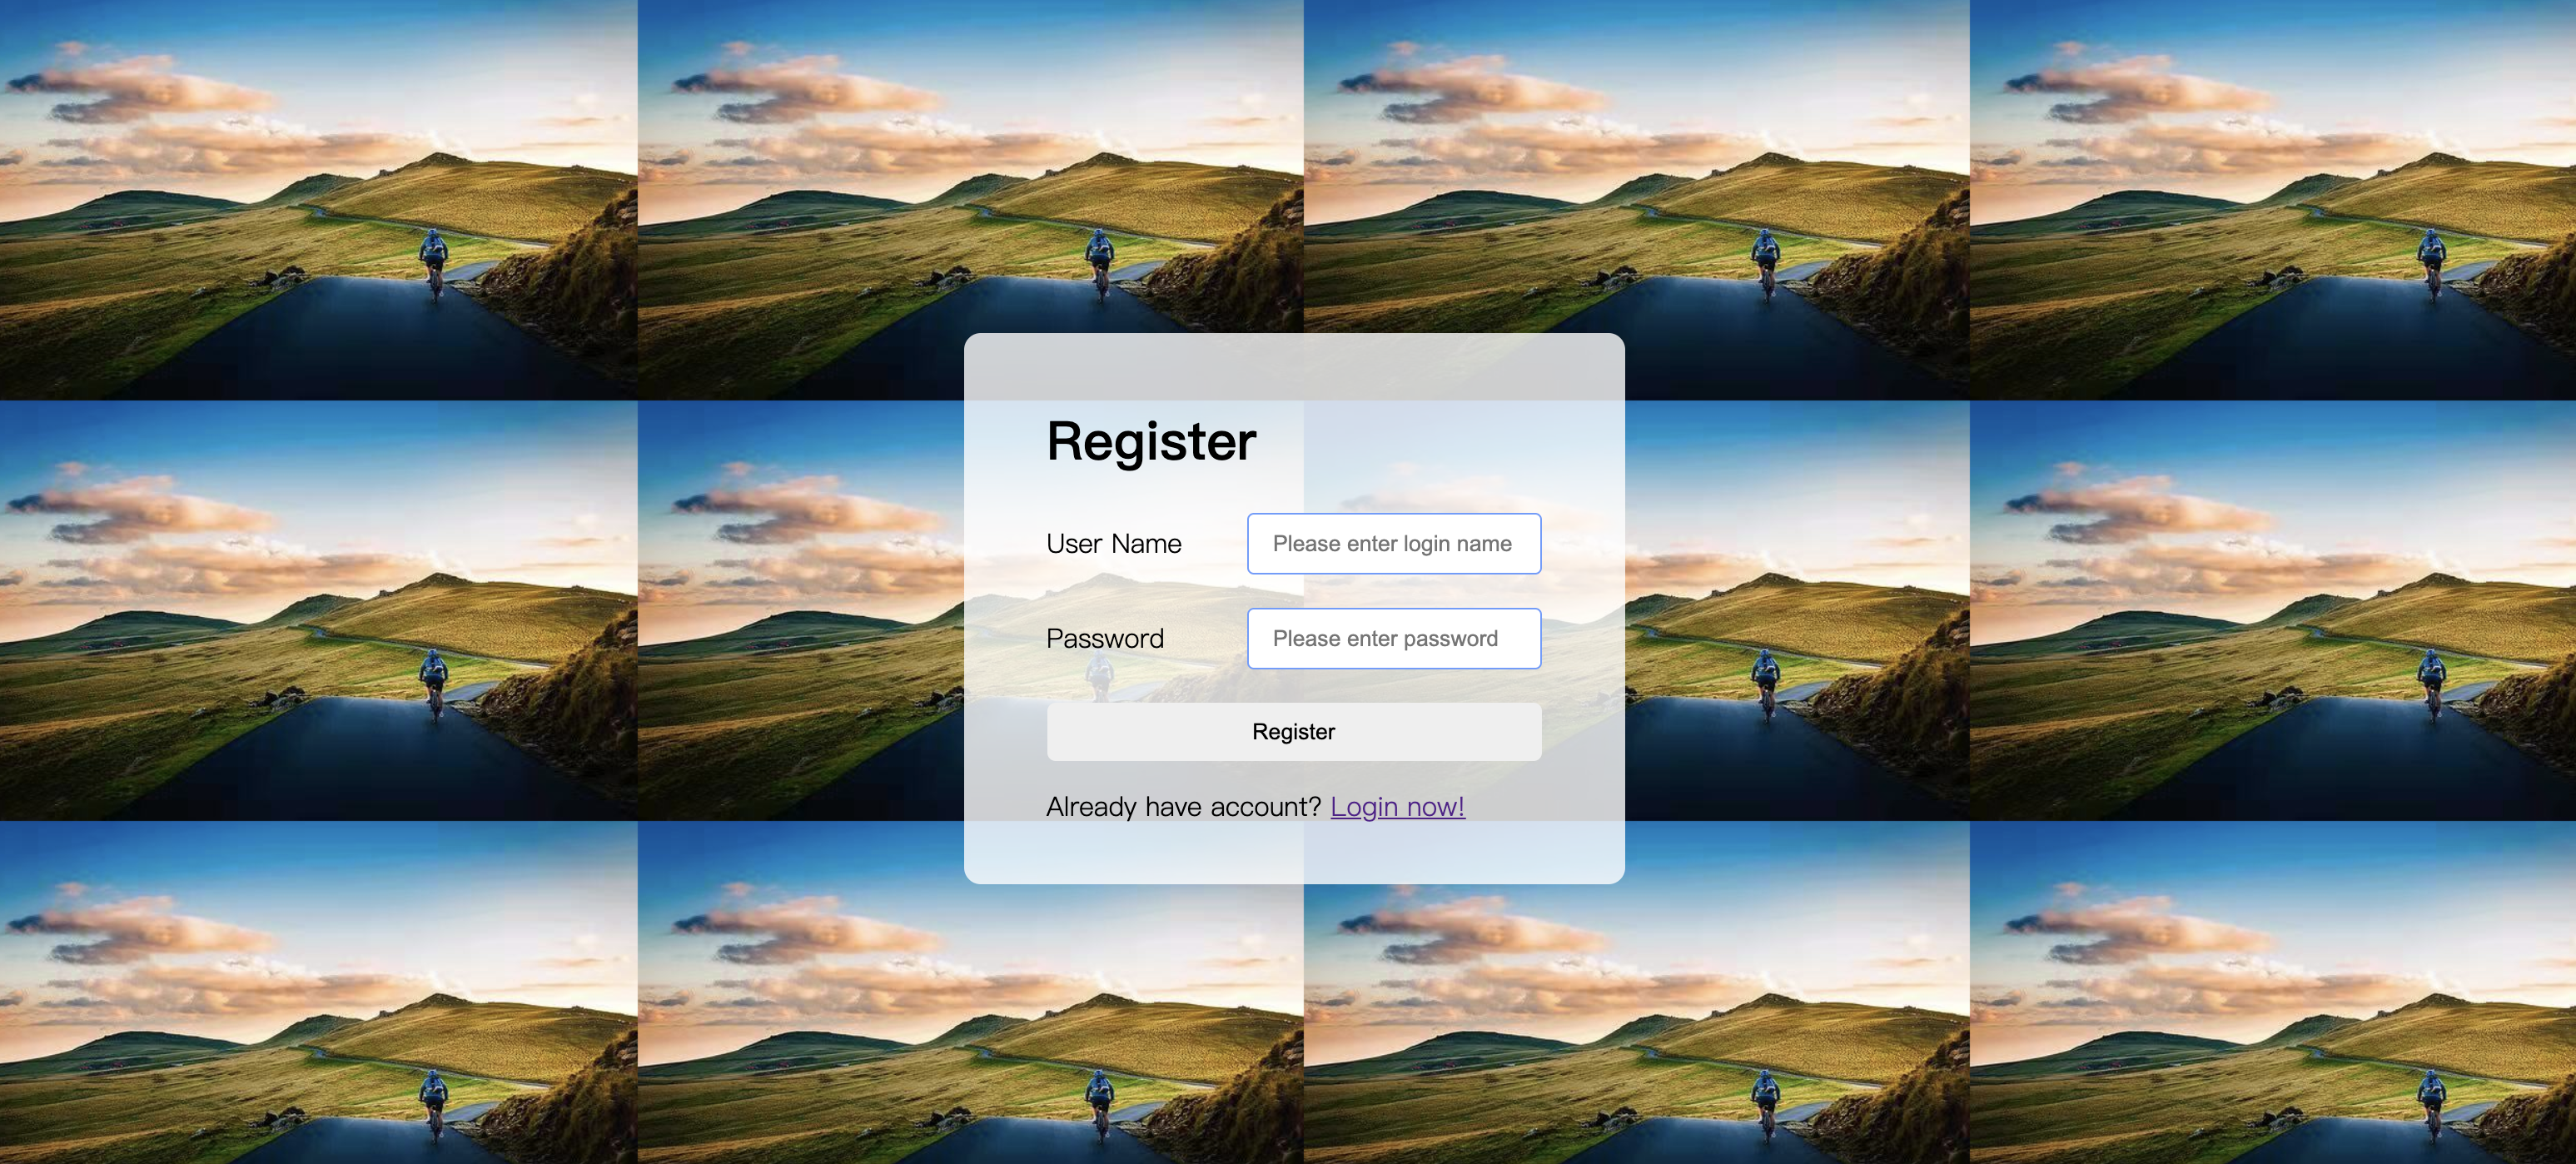 Register
User Name
Please enter login name
Password
Please enter password
Register
Already have account? Login now!